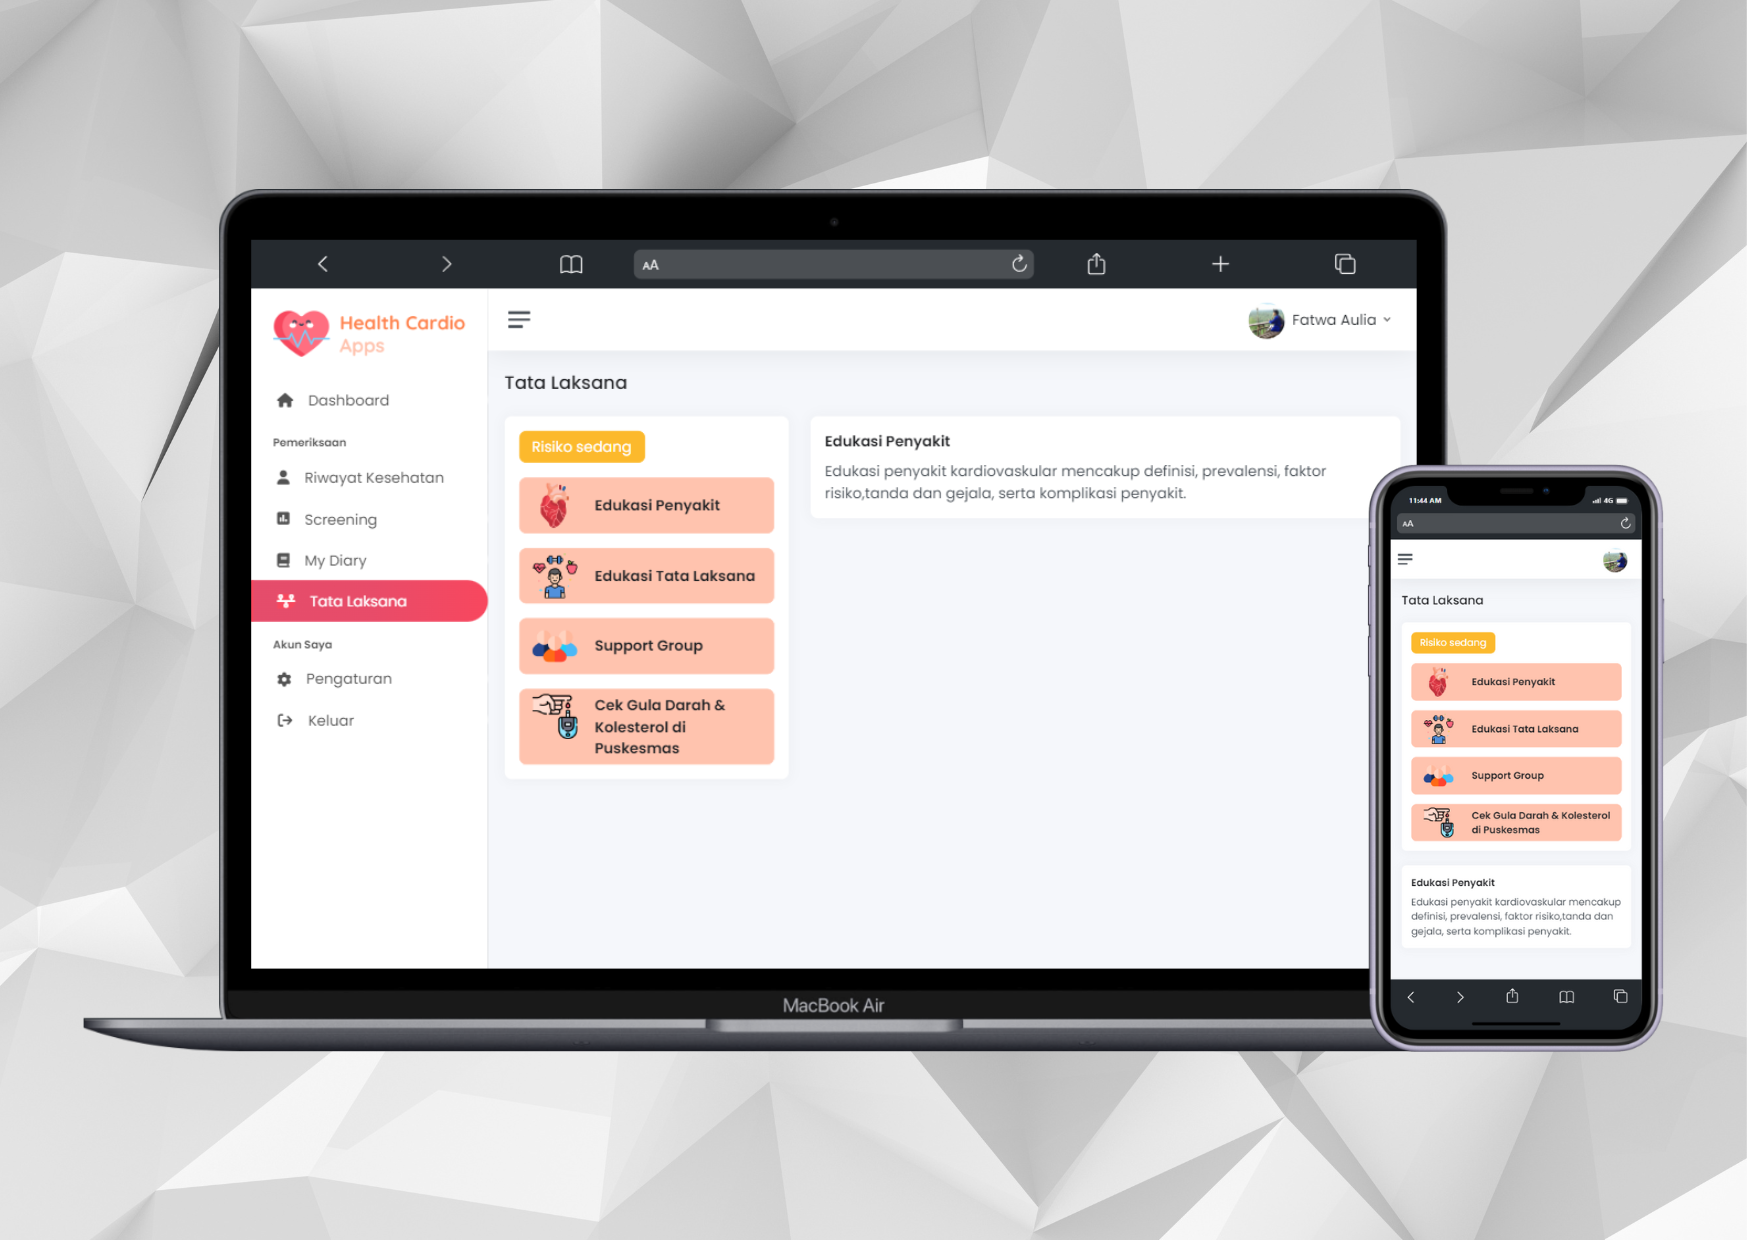 AA
Health Cardio
Apps
Fatwa Aulia
Dashboard
Pemeriksaan
Riwayat Kesehatan
Screening
My Diary
Tata Laksana
Akun Saya
Pengaturan
Keluar
Tata Laksana
Risiko sedang
Edukasi Penyakit
Edukasi Tata Laksana
Support Group
Cek Gula Darah &
Kolesterol di
Puskesmas
Edukasi Penyakit
Edukasi penyakit kardiovaskular mencakup definisi, prevalensi, faktor
risiko,tanda dan gejala, serta komplikasi penyakit.
MacBook Air
11:44 AM
4G
AA
Tata Laksana
Risiko sedang
Edukasi Penyakit
Edukasi Tata Laksana
Support Group
Cek Gula Darah & Kolesterol
di Puskesmas
Edukasi Penyakit
Edukasi penyakit kardiovaskular mencakup
definisi, prevalensi, faktor risiko,tanda dan
gejala, serta komplikasi penyakit.